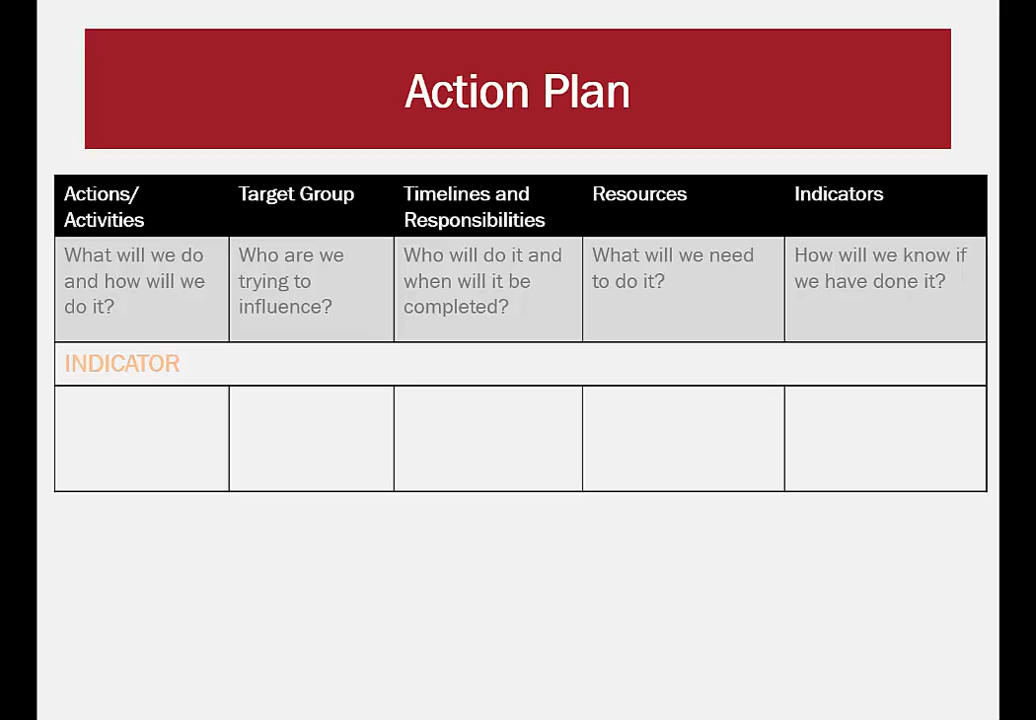 Action Plan
Actions/
Activities
Target Group
Timelines and
Responsibilities
Resources
Indicators
What will we do
and how will we
do it?
Who are we
trying to
influence?
Who will do it and
when will it be
completed?
What will we need
to do it?
How will we know if
we have done it?
INDICATOR